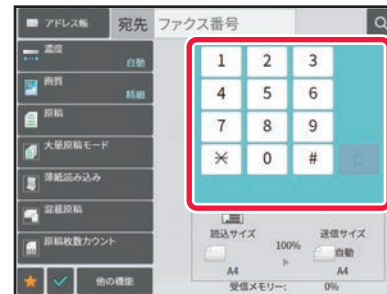 アドレス帳
宛先 ファクス番号
濃度
自動
画質
精細
原稿
大量原稿モード
薄紙読み込み
混載原稿
原稿枚数カウント
他の機能
1 2 3
4 5 6
7 8 9
* 0 #
C
読込サイズ
100%
送信サイズ
自動
A4
A4
受信メモリー: 0%